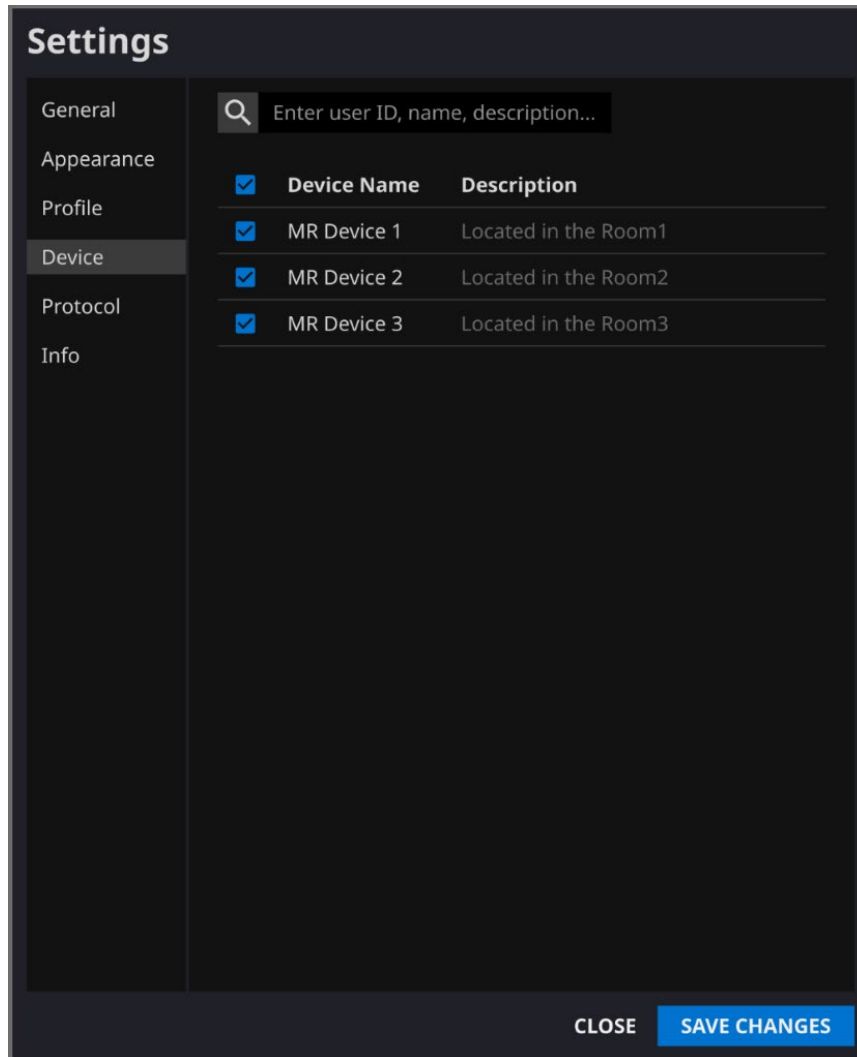 Settings
General
Appearance
Profile
Device
Protocol
Info
Enter user ID, name, description...
Device Name Description
MR Device 1 Located in the Room1
MR Device 2 Located in the Room2
MR Device 3 Located in the Room3
CLOSE SAVE CHANGES